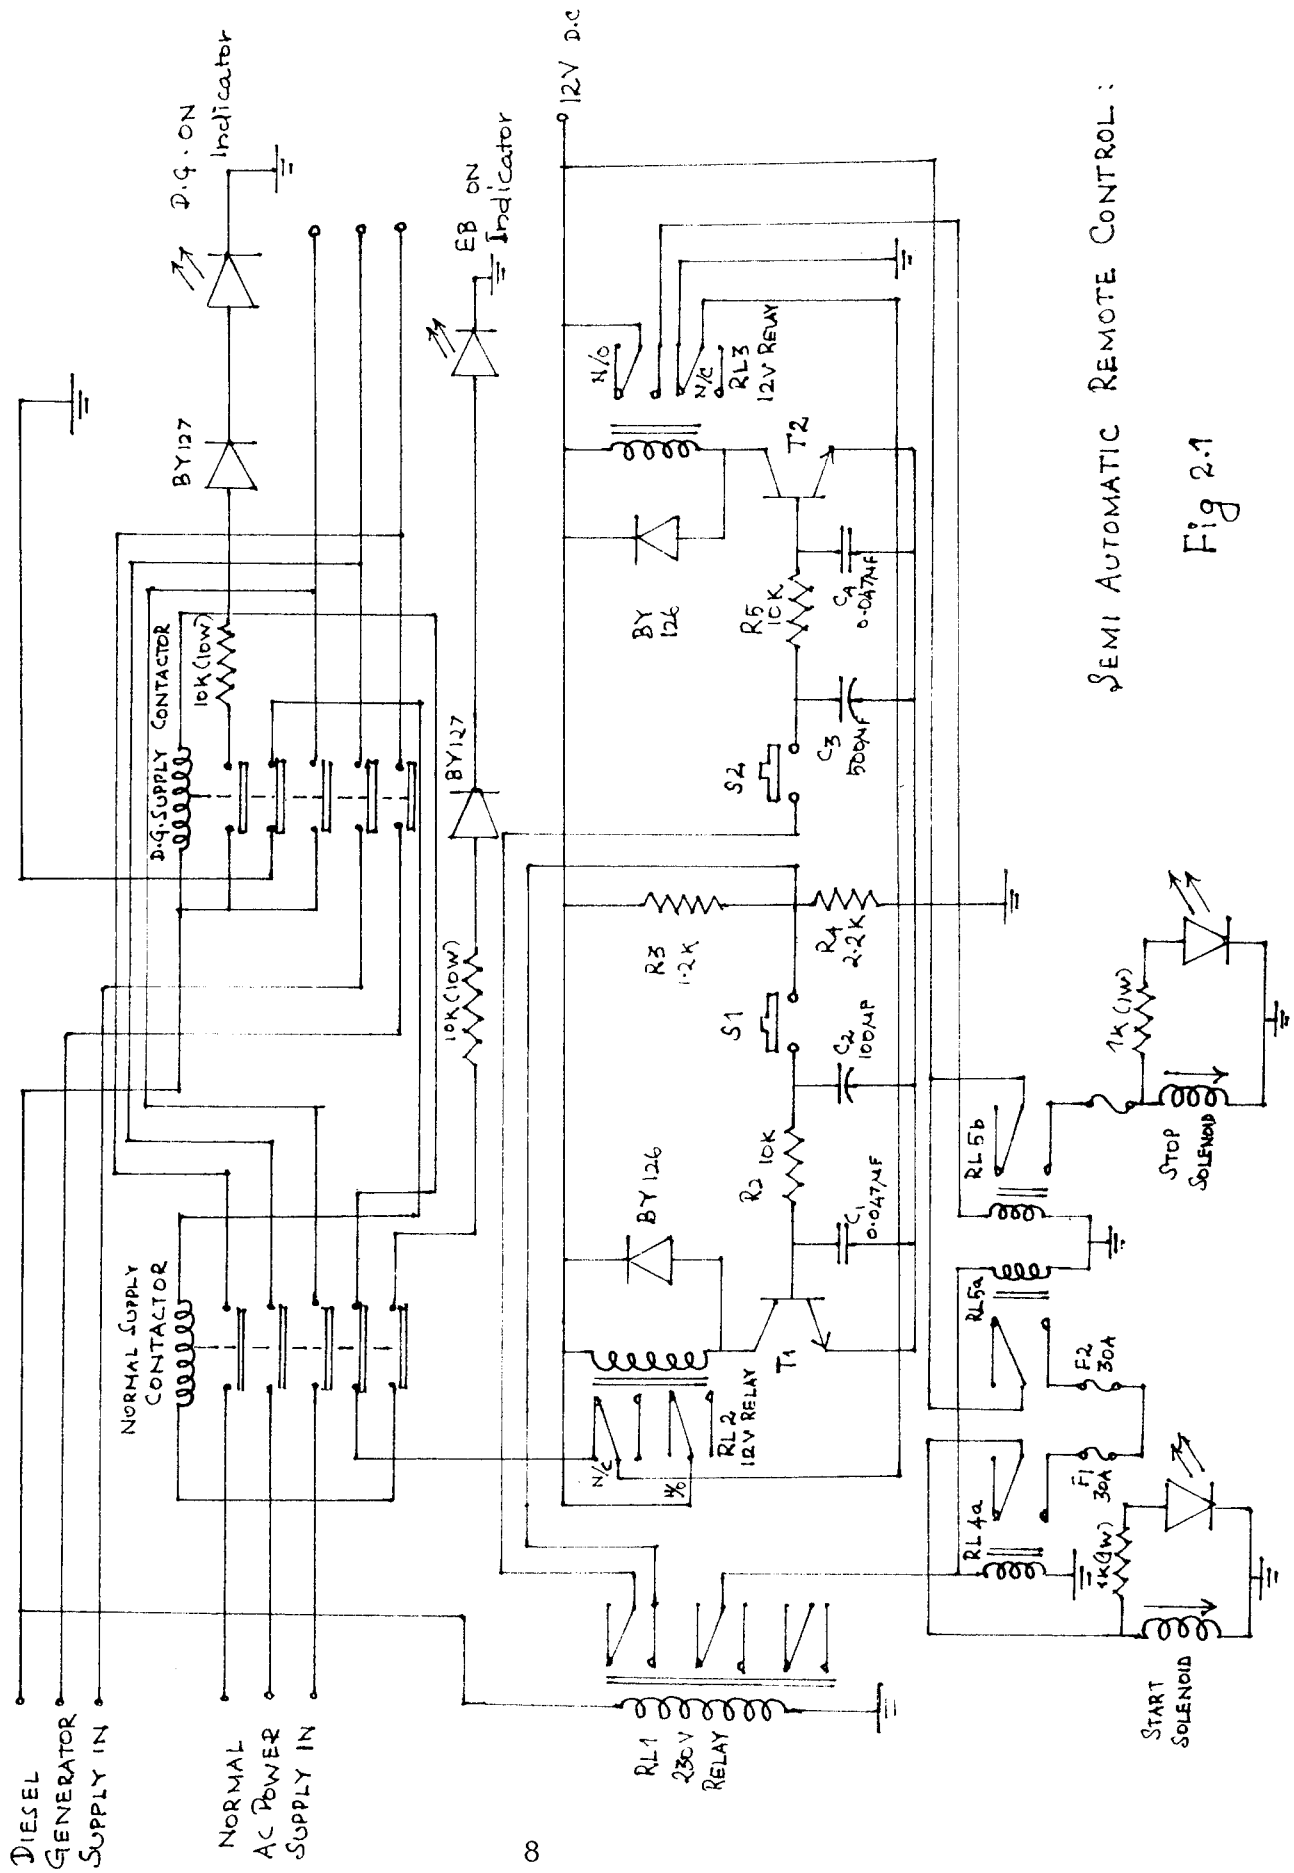 DIESEL
GENERATOR
SUPPLY IN
NORMAL
AC POWER
SUPPLY IN
NORMAL SUPPLY
CONTACTOR
D.G. SUPPLY CONTACTOR
10K (10W)
BY127
D.G. ON
Indicator
10K (10W)
BY127
EB ON
Indicator
12V D.C
RL1
230V
RELAY
N/C
RL2
12V RELAY
BY 126
T1
R2 10K
C1
0.047µF
C2
100µF
S1
R3
1.2K
R4
2.2K
S2
C3
500µF
R5
10K
C4
0.047µF
BY
126
T2
N/O
N/C
RL3
12V RELAY
START
SOLENOID
1K(1W)
RL4a
F1
30A
F2
30A
RL5a
RL5b
STOP
SOLENOID
1K (1W)
SEMI AUTOMATIC REMOTE CONTROL :
Fig 2.1
8